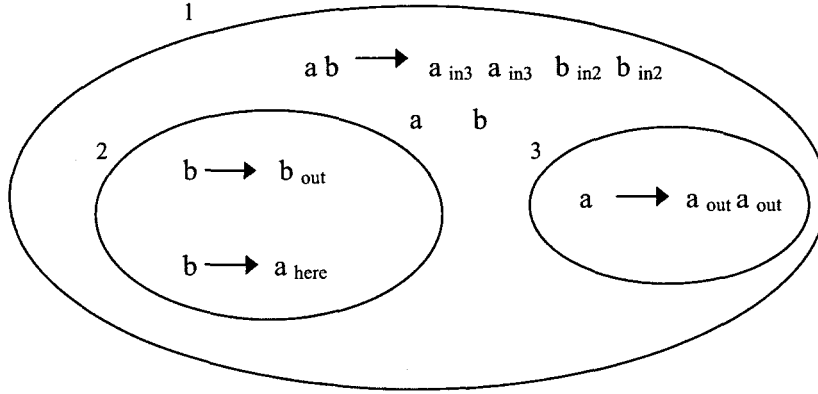 1
a b → a in3 a in3 b in2 b in2
a b
2
b → b out
b → a here
3
a → a out a out